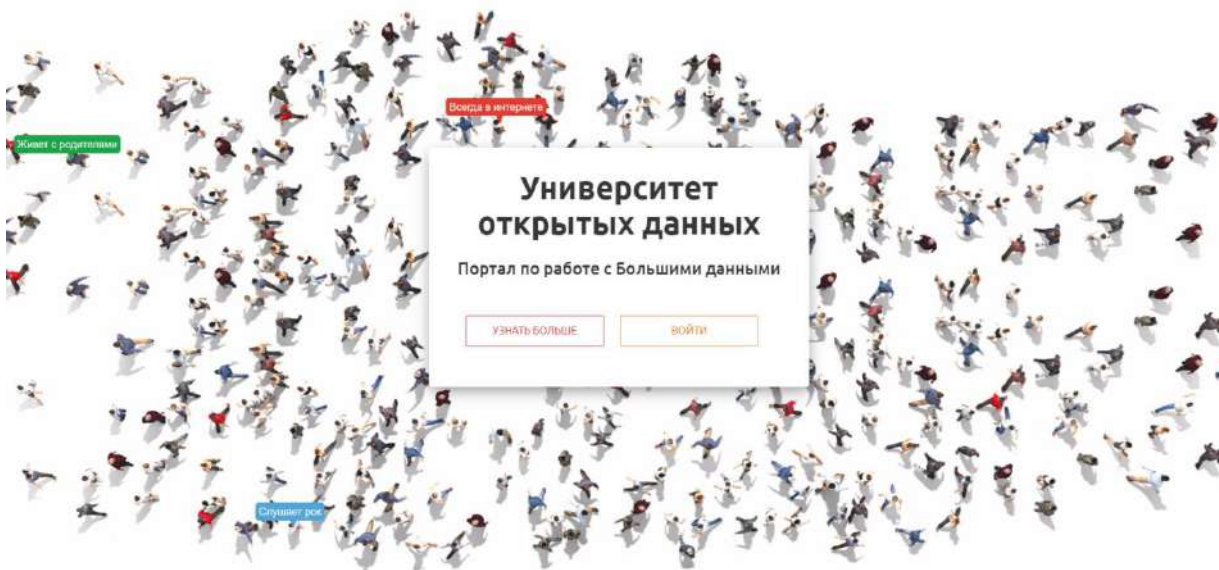 Всегда в интернете
Живет с родителями
Университет
открытых данных
Портал по работе с Большими данными
УЗНАТЬ БОЛЬШЕ
ВОЙТИ
Слушает рок